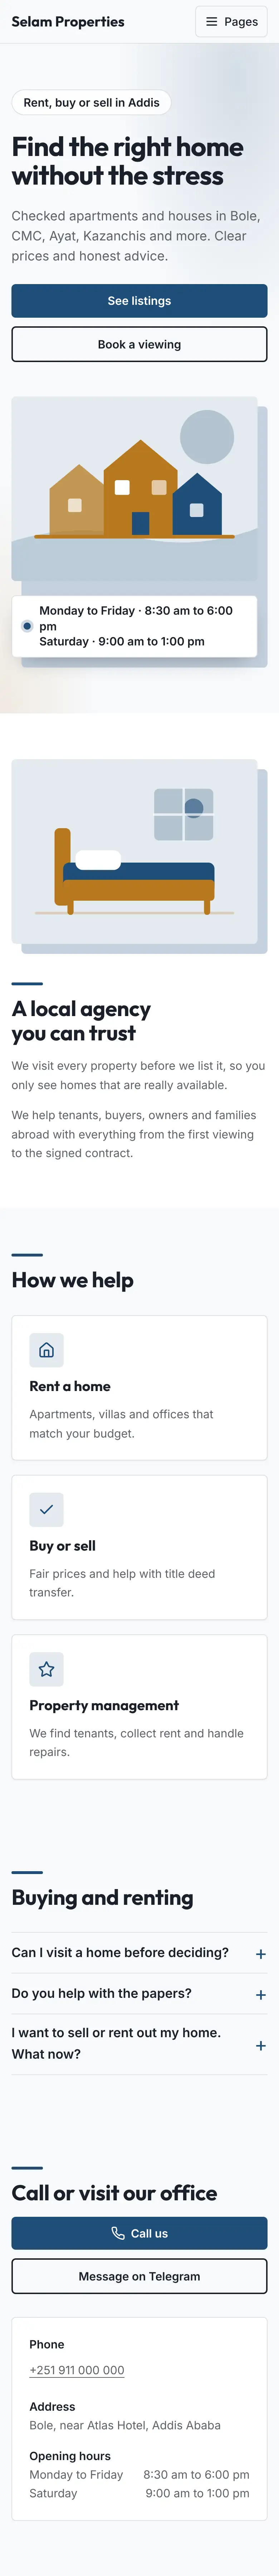 Selam Properties
Pages
Rent, buy or sell in Addis
Find the right home
without the stress
Checked apartments and houses in Bole,
CMC, Ayat, Kazanchis and more. Clear
prices and honest advice.
See listings
Book a viewing
Monday to Friday · 8:30 am to 6:00
pm
Saturday · 9:00 am to 1:00 pm
A local agency
you can trust
We visit every property before we list it, so you
only see homes that are really available.
We help tenants, buyers, owners and families
abroad with everything from the first viewing
to the signed contract.
How we help
Rent a home
Apartments, villas and offices that
match your budget.
Buy or sell
Fair prices and help with title deed
transfer.
Property management
We find tenants, collect rent and handle
repairs.
Buying and renting
Can I visit a home before deciding? +
Do you help with the papers? +
I want to sell or rent out my home.
What now? +
Call or visit our office
Call us
Message on Telegram
Phone
+251 911 000 000
Address
Bole, near Atlas Hotel, Addis Ababa
Opening hours
Monday to Friday 8:30 am to 6:00 pm
Saturday 9:00 am to 1:00 pm